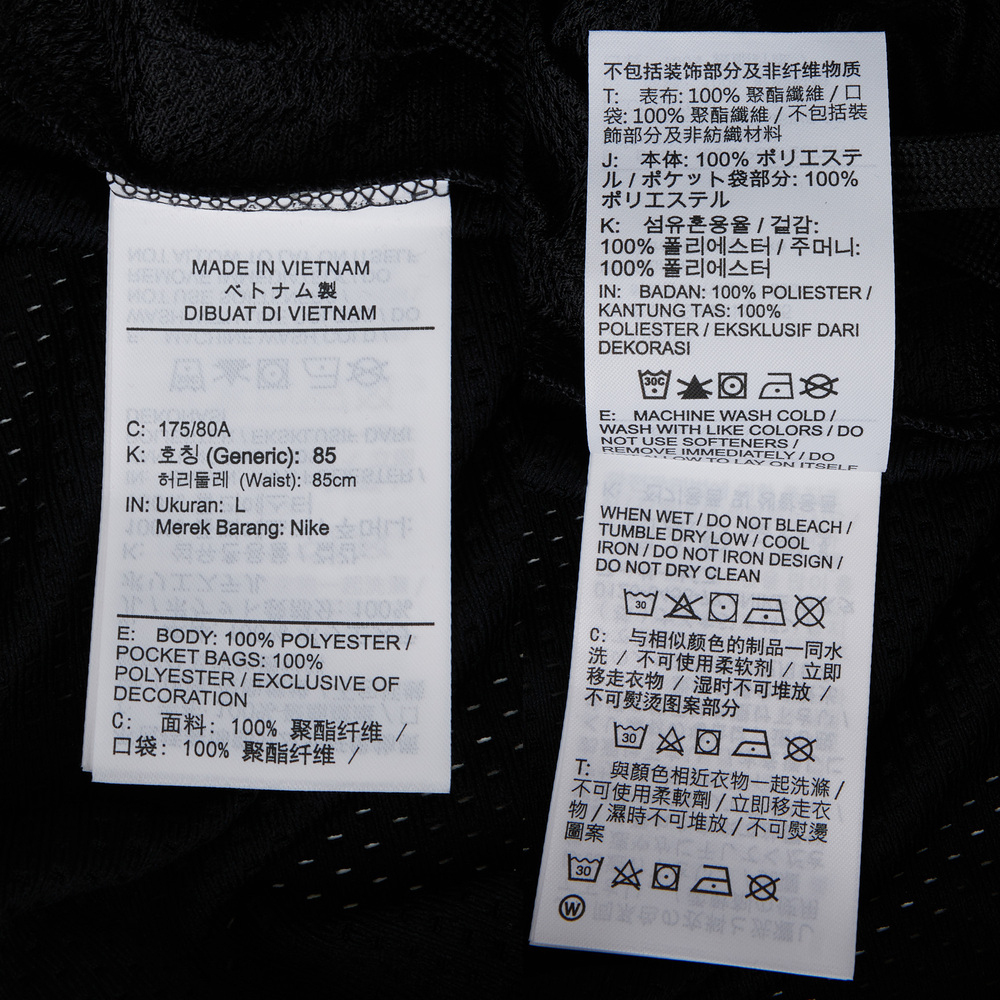 MADE IN VIETNAM
ベトナム製
DIBUAT DI VIETNAM
C: 175/80A
K: 호칭 (Generic): 85
허리둘레 (Waist): 85cm
IN: Ukuran: L
Merek Barang: Nike
E: BODY: 100% POLYESTER /
POCKET BAGS: 100%
POLYESTER / EXCLUSIVE OF
DECORATION
C: 面料: 100% 聚酯纤维 /
口袋: 100% 聚酯纤维 /
不包括装饰部分及非纤维物质
T: 表布: 100% 聚酯纖維 / 口
袋: 100% 聚酯纖維 / 不包括裝
飾部分及非紡織材料
J: 本体: 100% ポリエステ
ル / ポケット袋部分: 100%
ポリエステル
K: 섬유혼용율 / 겉감:
100% 폴리에스터 / 주머니:
100% 폴리에스터
IN: BADAN: 100% POLIESTER /
KANTUNG TAS: 100%
POLIESTER / EKSKLUSIF DARI
DEKORASI
30C
E: MACHINE WASH COLD /
WASH WITH LIKE COLORS / DO
NOT USE SOFTENERS /
REMOVE IMMEDIATELY / DO
ALLOW TO LAY ON ITSELF
WHEN WET / DO NOT BLEACH /
TUMBLE DRY LOW / COOL
IRON / DO NOT IRON DESIGN /
DO NOT DRY CLEAN
30
C: 与相似颜色的制品一同水
洗 / 不可使用柔软剂 / 立即
移走衣物 / 湿时不可堆放 /
不可熨烫图案部分
30
T: 與顏色相近衣物一起洗滌 /
不可使用柔軟劑 / 立即移走衣
物 / 濕時不可堆放 / 不可熨燙
圖案
30
W